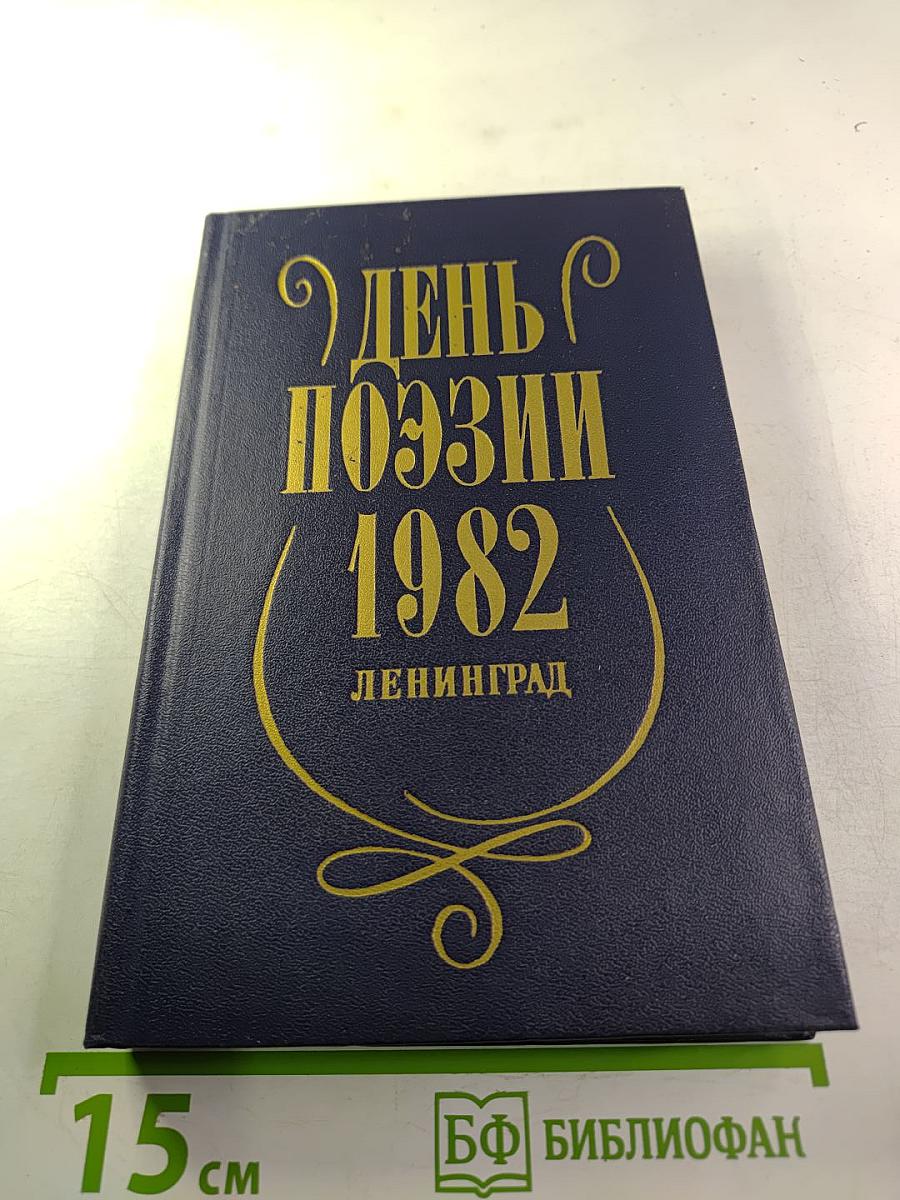 ДЕНЬ
ПОЭЗИИ
1982
ЛЕНИНГРАД
15 см
БФ БИБЛИОФАН